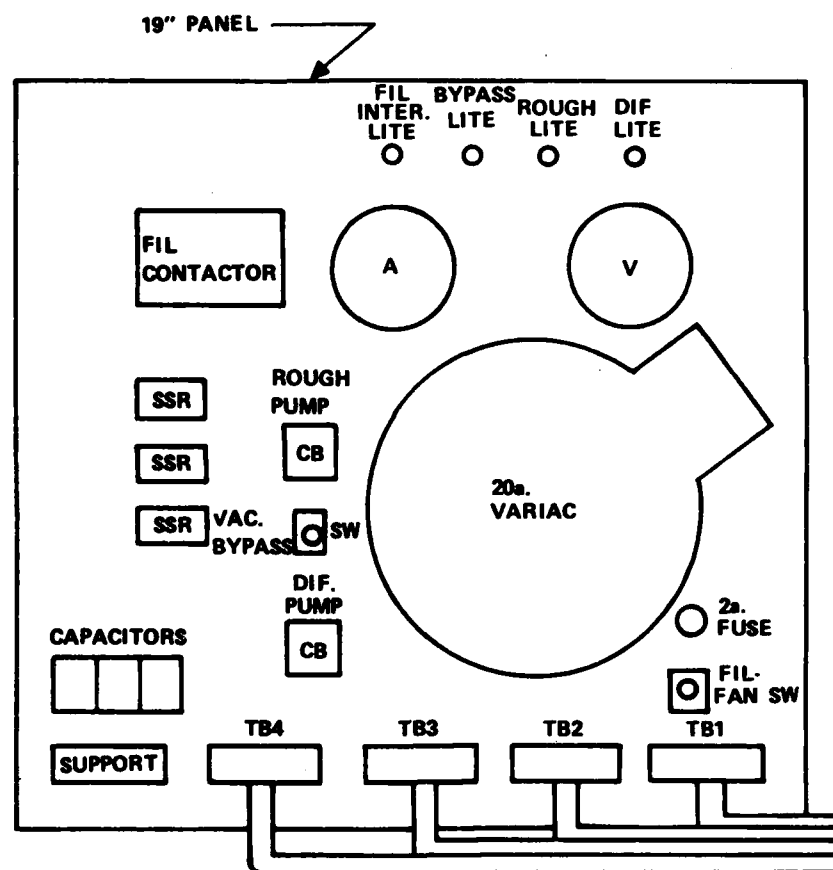 19" PANEL
FIL
INTER.
LITE
BYPASS
LITE
ROUGH
LITE
DIF
LITE
FIL
CONTACTOR
A
V
SSR
SSR
SSR
ROUGH
PUMP
CB
VAC.
BYPASS
SW
DIF.
PUMP
CB
20a.
VARIAC
2a.
FUSE
FIL-
FAN SW
CAPACITORS
SUPPORT
TB4
TB3
TB2
TB1